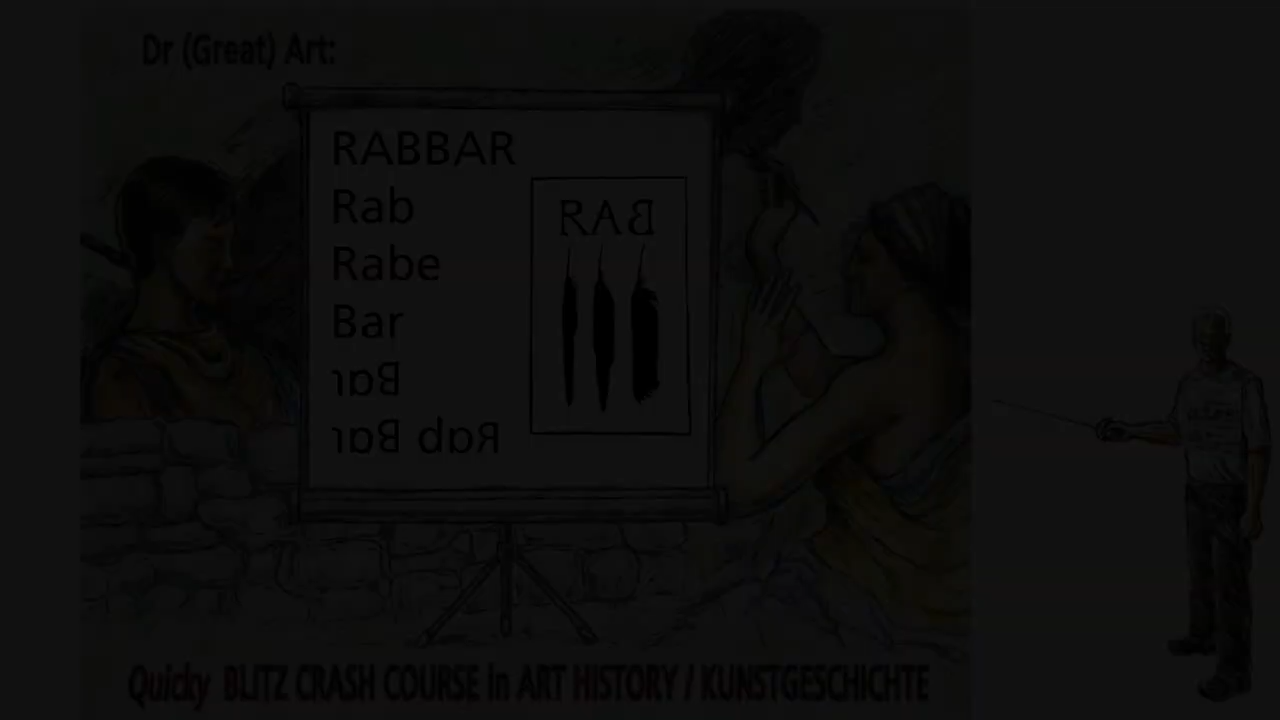 Dr (Great) Art:
RABBAR
Rab
Rabe
Bar
Bar
Rab Bar
RAB
Quicky BLITZ CRASH COURSE in ART HISTORY / KUNSTGESCHICHTE